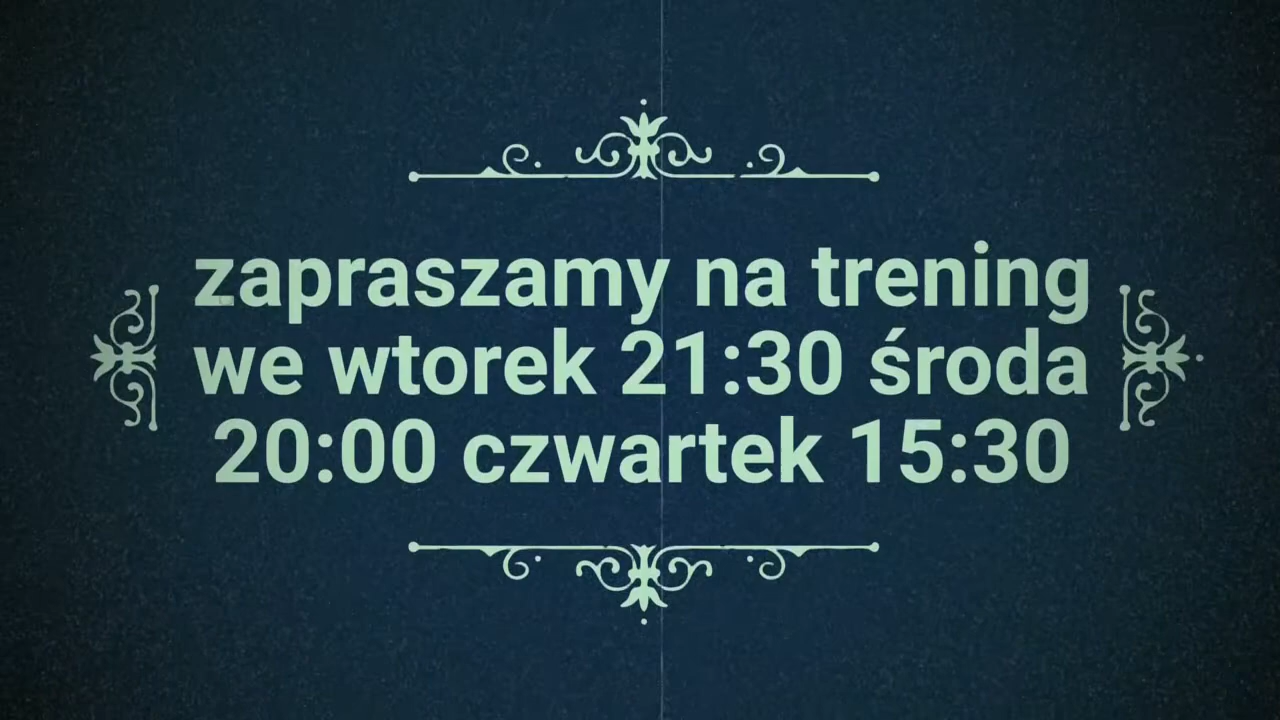 zapraszamy na trening
we wtorek 21:30 środa
20:00 czwartek 15:30